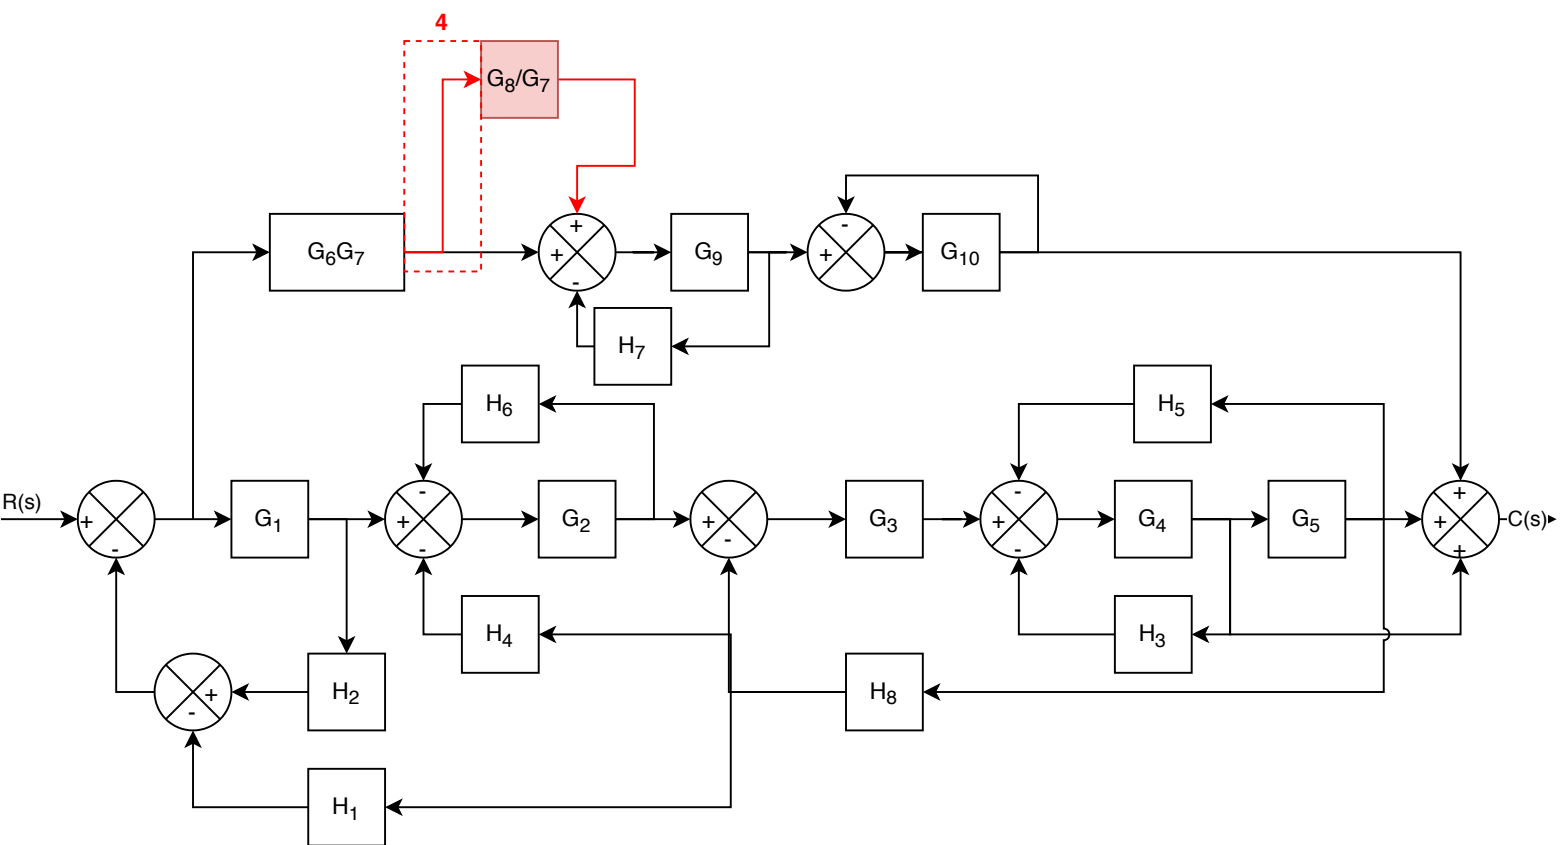 4
G₈/G₇
+
G₆G₇
+
-
G₉
-
+
G₁₀
H₇
H₆
H₅
R(s)
+
-
G₁
-
+
-
G₂
+
-
G₃
-
+
-
G₄
G₅
+
+
+
C(s)
H₄
H₃
+
-
H₂
H₈
H₁